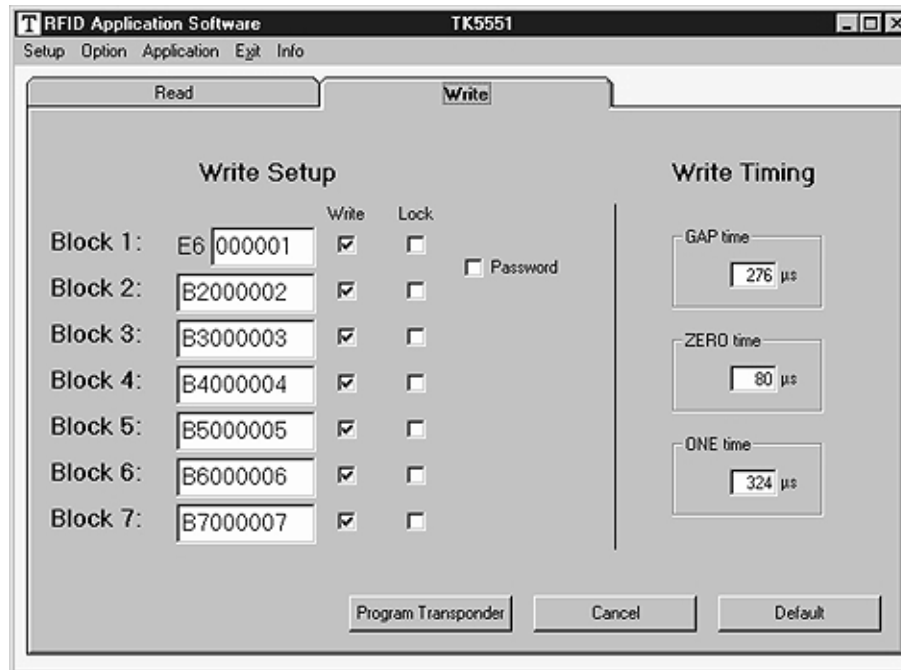 T RFID Application Software TK5551
Setup Option Application Exit Info
Read Write
Write Setup
Write Lock
Block 1: E6 000001
Password
Block 2: B2000002
Block 3: B3000003
Block 4: B4000004
Block 5: B5000005
Block 6: B6000006
Block 7: B7000007
Write Timing
GAP time
276 µs
ZERO time
80 µs
ONE time
324 µs
Program Transponder Cancel Default